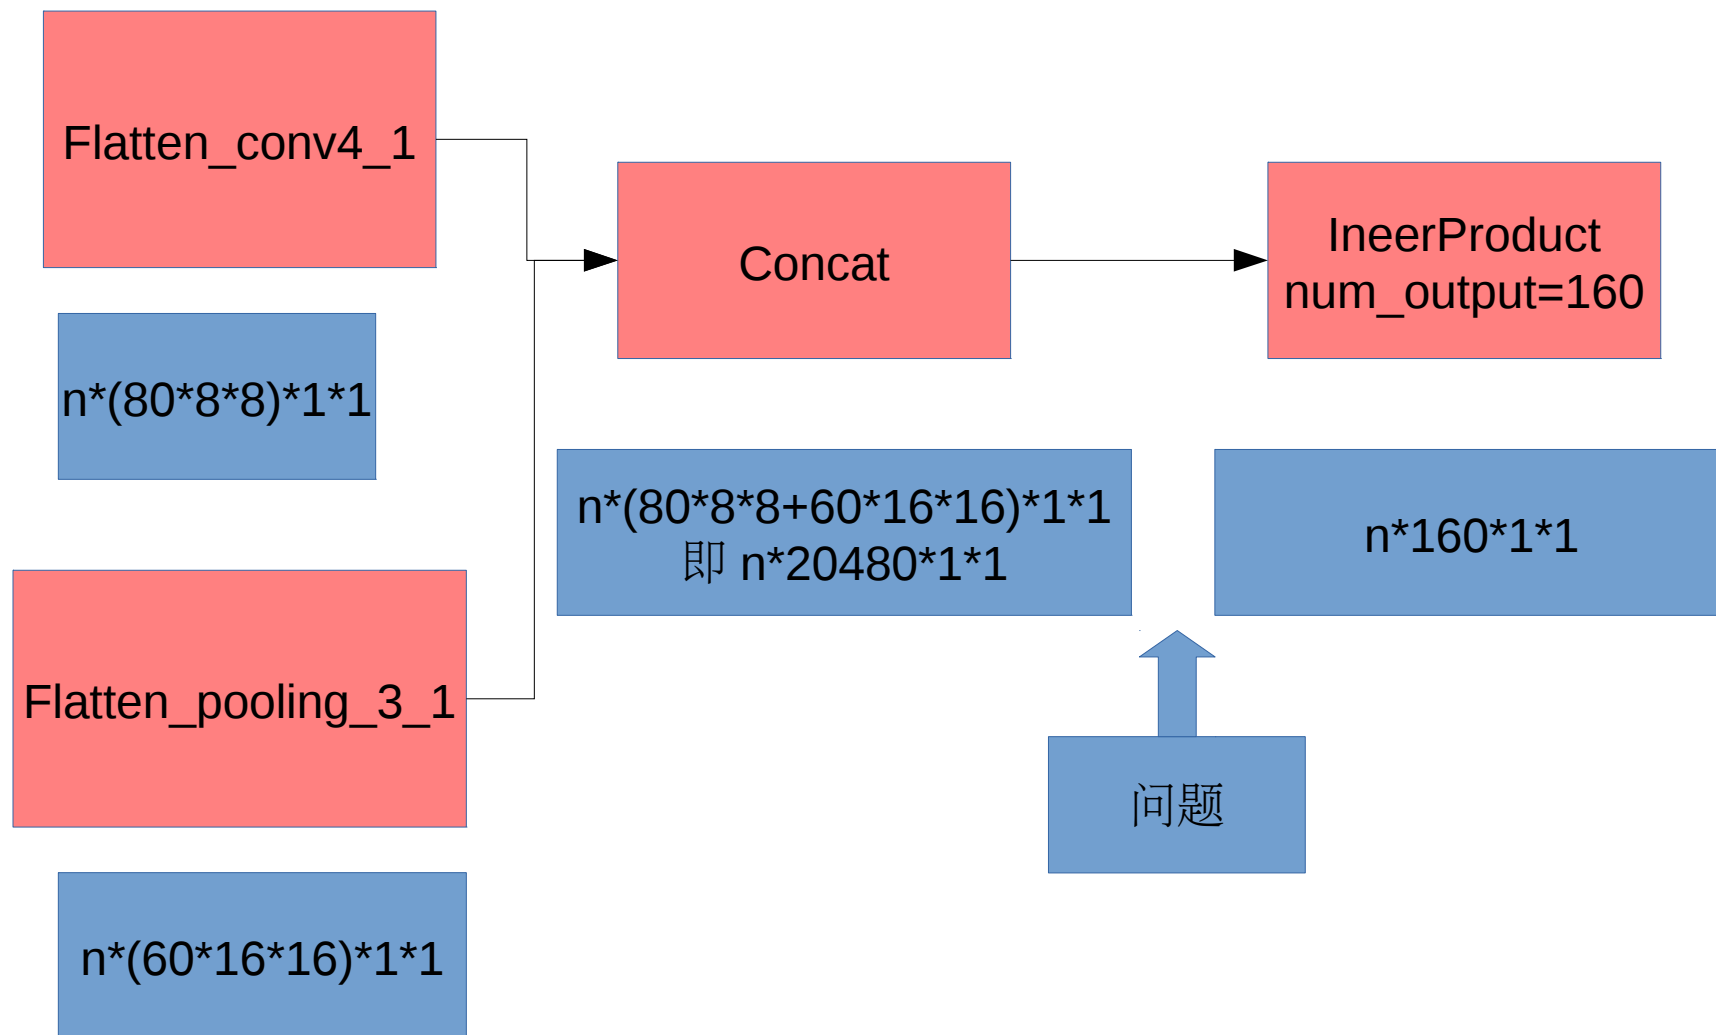 Flatten_conv4_1
n*(80*8*8)*1*1
Flatten_pooling_3_1
n*(60*16*16)*1*1
Concat
n*(80*8*8+60*16*16)*1*1
即 n*20480*1*1
IneerProduct
num_output=160
n*160*1*1
问题